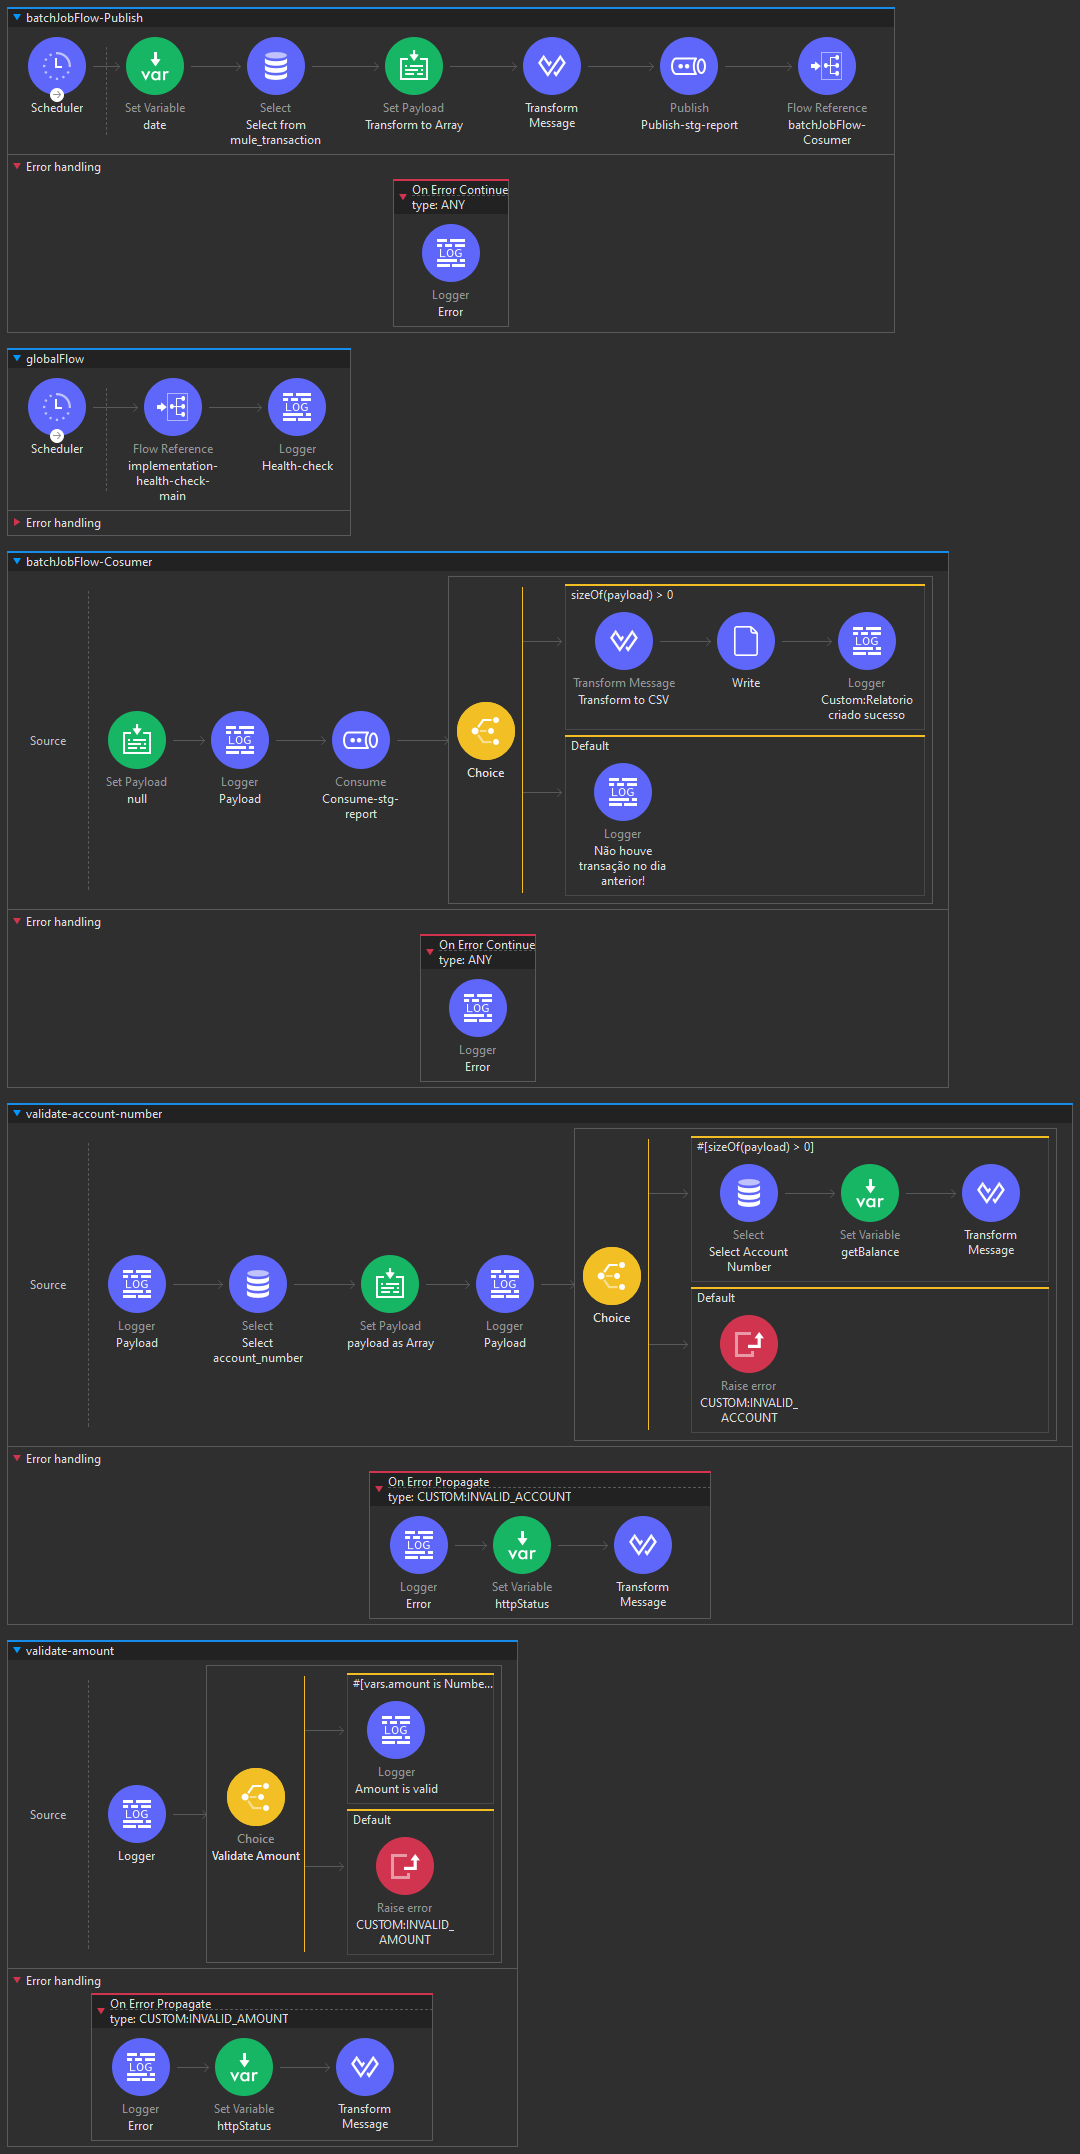 batchJobFlow-Publish
Scheduler
Set Variable
date
Select
Select from
mule_transaction
Set Payload
Transform to Array
Transform
Message
Publish
Publish-stg-report
Flow Reference
batchJobFlow-
Cosumer
var
Error handling
On Error Continue
type: ANY
LOG
Logger
Error
globalFlow
Scheduler
Flow Reference
implementation-
health-check-
main
LOG
Logger
Health-check
Error handling
batchJobFlow-Cosumer
Source
Set Payload
null
LOG
Logger
Payload
Consume
Consume-stg-
report
Choice
sizeOf(payload) > 0
Transform Message
Transform to CSV
Write
LOG
Logger
Custom:Relatorio
criado sucesso
Default
LOG
Logger
Não houve
transação no dia
anterior!
Error handling
On Error Continue
type: ANY
LOG
Logger
Error
validate-account-number
Source
LOG
Logger
Payload
Select
Select
account_number
Set Payload
payload as Array
LOG
Logger
Payload
Choice
#[sizeOf(payload) > 0]
Select
Select Account
Number
var
Set Variable
getBalance
Transform
Message
Default
Raise error
CUSTOM:INVALID_
ACCOUNT
Error handling
On Error Propagate
type: CUSTOM:INVALID_ACCOUNT
LOG
Logger
Error
var
Set Variable
httpStatus
Transform
Message
validate-amount
Source
LOG
Logger
Choice
Validate Amount
#[vars.amount is Numbe...
LOG
Logger
Amount is valid
Default
Raise error
CUSTOM:INVALID_
AMOUNT
Error handling
On Error Propagate
type: CUSTOM:INVALID_AMOUNT
LOG
Logger
Error
var
Set Variable
httpStatus
Transform
Message